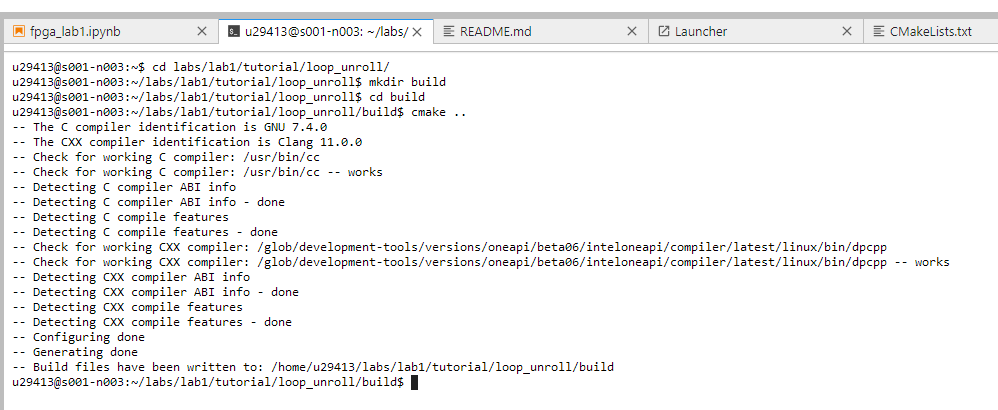 fpga_lab1.ipynb
u29413@s001-n003: ~/labs/
README.md
Launcher
CMakeLists.txt
u29413@s001-n003:~$ cd labs/lab1/tutorial/loop_unroll/
u29413@s001-n003:~/labs/lab1/tutorial/loop_unroll$ mkdir build
u29413@s001-n003:~/labs/lab1/tutorial/loop_unroll$ cd build
u29413@s001-n003:~/labs/lab1/tutorial/loop_unroll/build$ cmake ..
-- The C compiler identification is GNU 7.4.0
-- The CXX compiler identification is Clang 11.0.0
-- Check for working C compiler: /usr/bin/cc
-- Check for working C compiler: /usr/bin/cc -- works
-- Detecting C compiler ABI info
-- Detecting C compiler ABI info - done
-- Detecting C compile features
-- Detecting C compile features - done
-- Check for working CXX compiler: /glob/development-tools/versions/oneapi/beta06/inteloneapi/compiler/latest/linux/bin/dpcpp
-- Check for working CXX compiler: /glob/development-tools/versions/oneapi/beta06/inteloneapi/compiler/latest/linux/bin/dpcpp -- works
-- Detecting CXX compiler ABI info
-- Detecting CXX compiler ABI info - done
-- Detecting CXX compile features
-- Detecting CXX compile features - done
-- Configuring done
-- Generating done
-- Build files have been written to: /home/u29413/labs/lab1/tutorial/loop_unroll/build
u29413@s001-n003:~/labs/lab1/tutorial/loop_unroll/build$